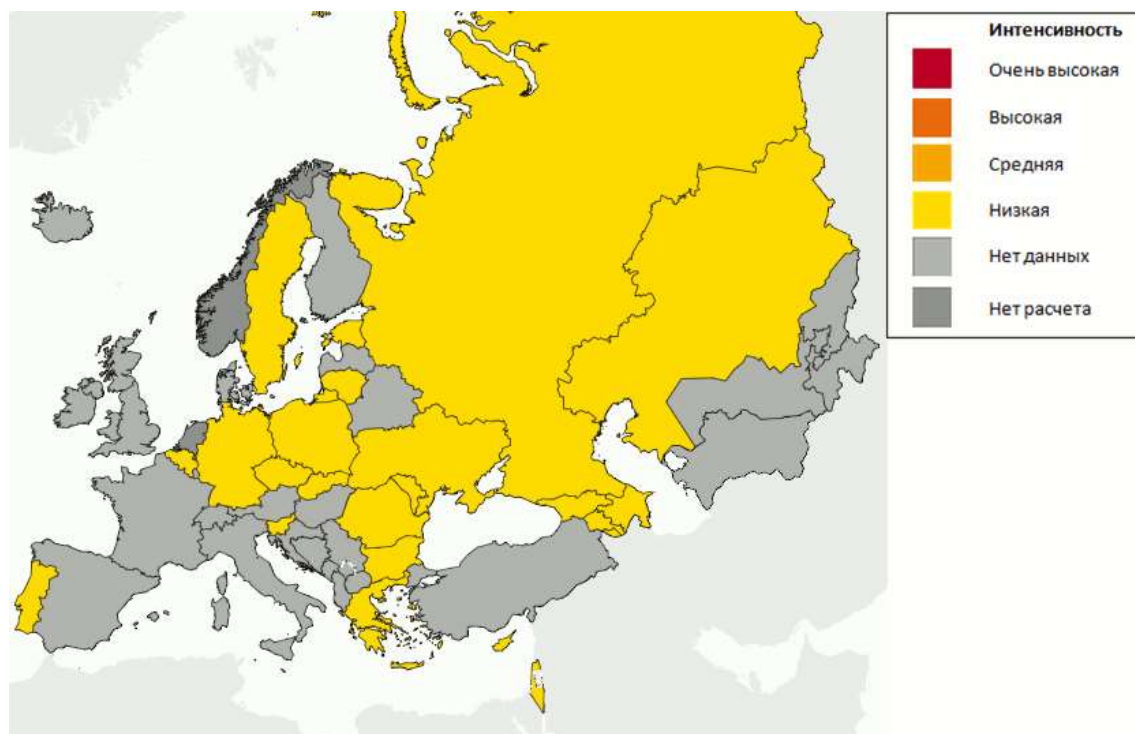 Интенсивность
Очень высокая
Высокая
Средняя
Низкая
Нет данных
Нет расчета